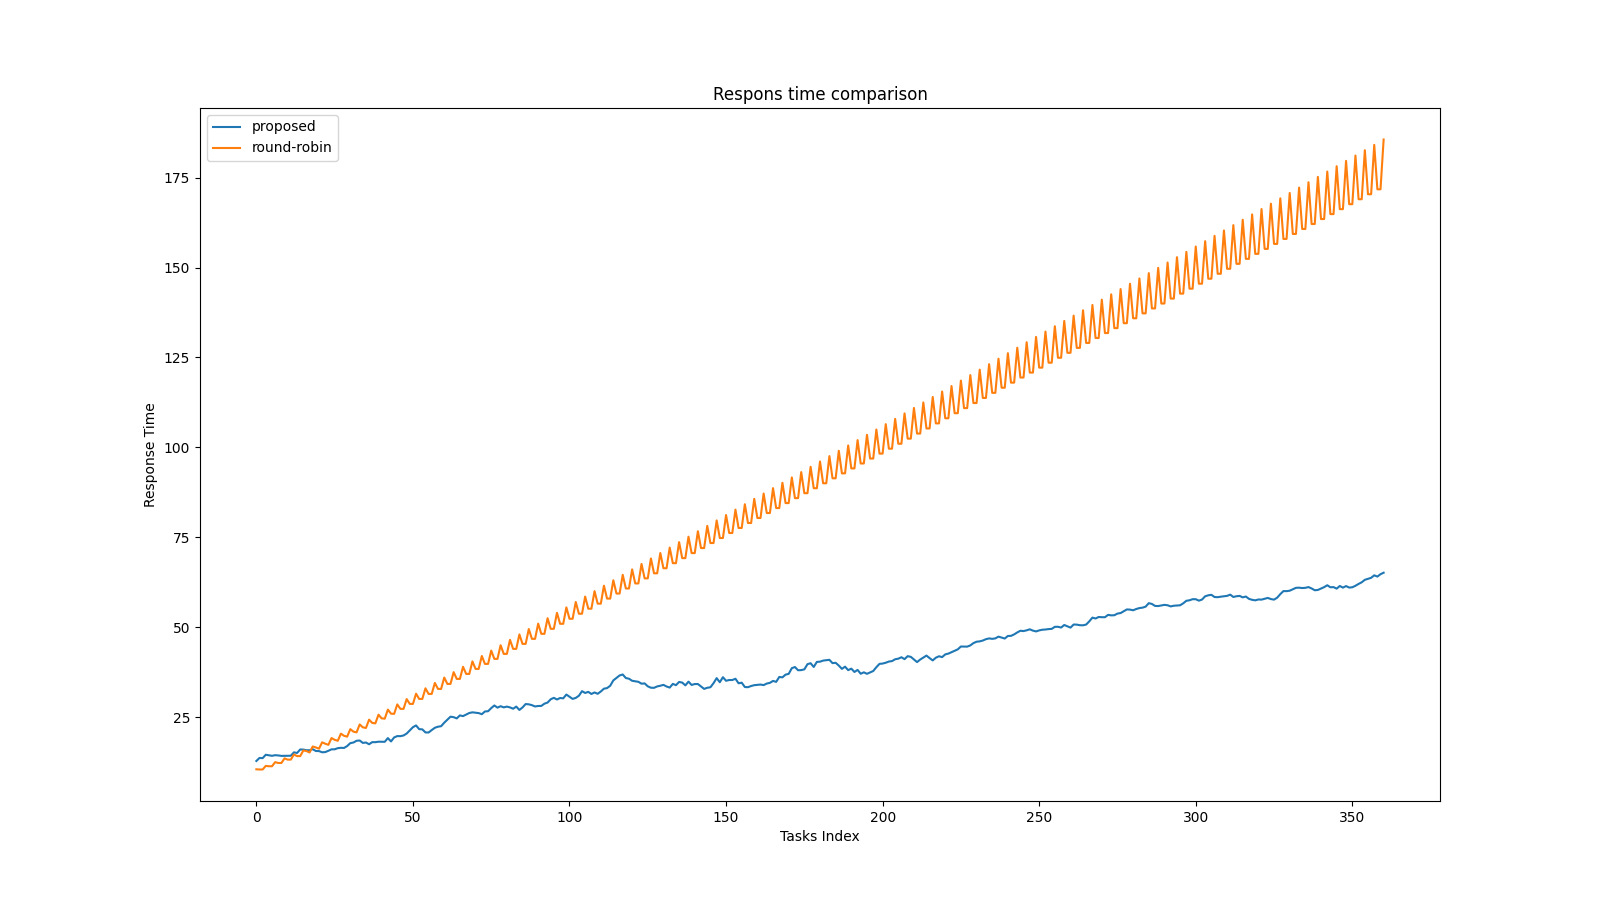 Respons time comparison
proposed
round-robin
175
150
125
100
75
50
25
Response Time
0 50 100 150 200 250 300 350
Tasks Index